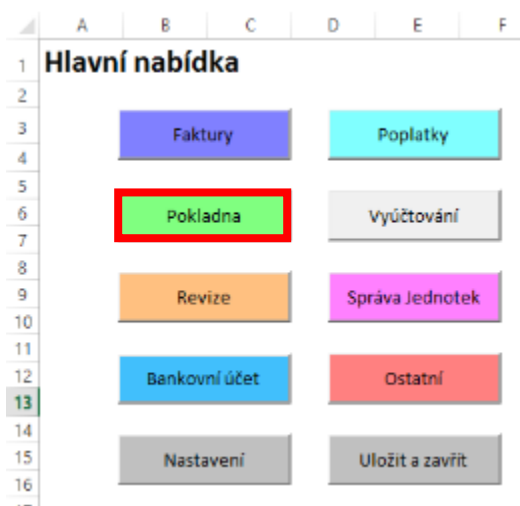 A B C D E F
1 Hlavní nabídka
2
3 Faktury Poplatky
4
5
6 Pokladna Vyúčtování
7
8
9 Revize Správa Jednotek
10
11
12 Bankovní účet Ostatní
13
14
15 Nastavení Uložit a zavřít
16